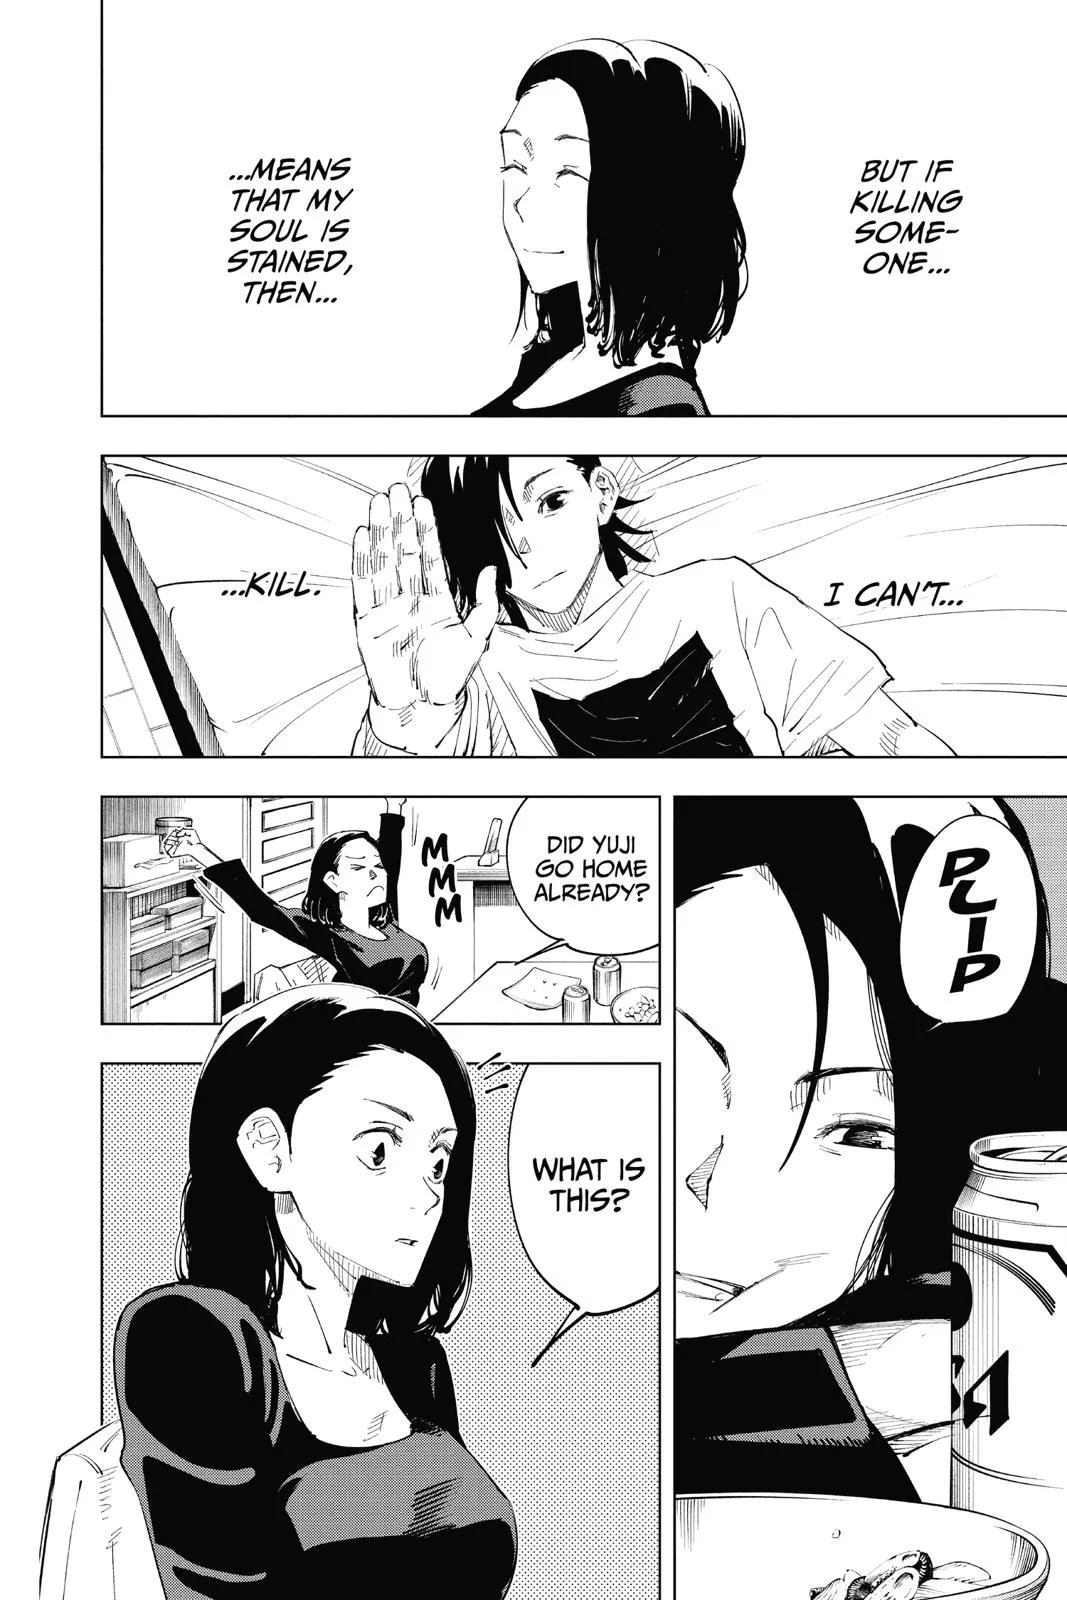 BUT IF
KILLING
SOME-
ONE...
...MEANS
THAT MY
SOUL IS
STAINED,
THEN...
I CAN'T...
...KILL.
PLIP
DID YUJI
GO HOME
ALREADY?
MMM
WHAT IS
THIS?